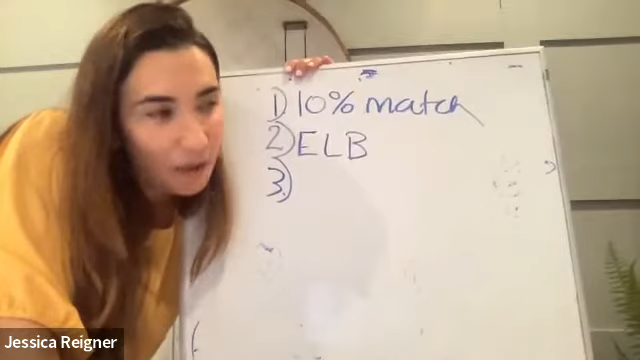 1) 10% match
2) ELB
3)
Jessica Reigner